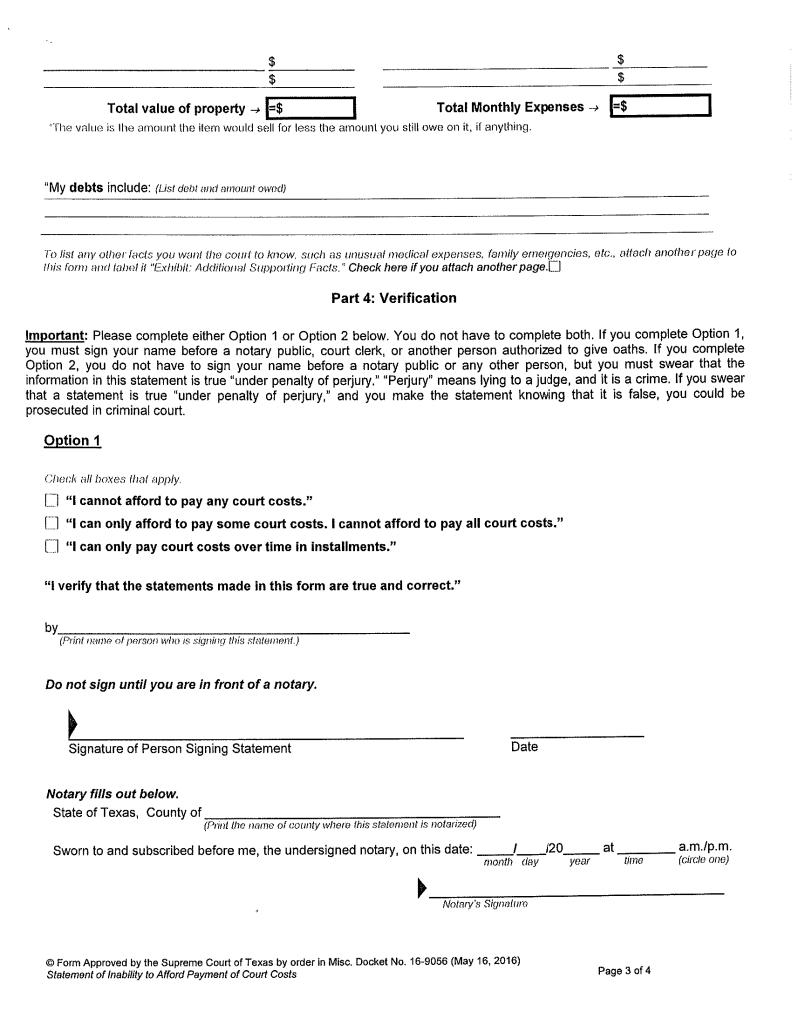 $ $
$ $
Total value of property → =$ Total Monthly Expenses → =$
*The value is the amount the item would sell for less the amount you still owe on it, if anything.
“My debts include: (List debt and amount owed)
To list any other facts you want the court to know, such as unusual medical expenses, family emergencies, etc., attach another page to
this form and label it “Exhibit: Additional Supporting Facts.” Check here if you attach another page.
Part 4: Verification
Important: Please complete either Option 1 or Option 2 below. You do not have to complete both. If you complete Option 1,
you must sign your name before a notary public, court clerk, or another person authorized to give oaths. If you complete
Option 2, you do not have to sign your name before a notary public or any other person, but you must swear that the
information in this statement is true “under penalty of perjury.” “Perjury” means lying to a judge, and it is a crime. If you swear
that a statement is true “under penalty of perjury,” and you make the statement knowing that it is false, you could be
prosecuted in criminal court.
Option 1
Check all boxes that apply.
“I cannot afford to pay any court costs.”
“I can only afford to pay some court costs. I cannot afford to pay all court costs.”
“I can only pay court costs over time in installments.”
“I verify that the statements made in this form are true and correct.”
by
(Print name of person who is signing this statement.)
Do not sign until you are in front of a notary.
Signature of Person Signing Statement Date
Notary fills out below.
State of Texas, County of
(Print the name of county where this statement is notarized)
Sworn to and subscribed before me, the undersigned notary, on this date: / /20 at a.m./p.m.
month day year time (circle one)
Notary's Signature
© Form Approved by the Supreme Court of Texas by order in Misc. Docket No. 16-9056 (May 16, 2016)
Statement of Inability to Afford Payment of Court Costs Page 3 of 4